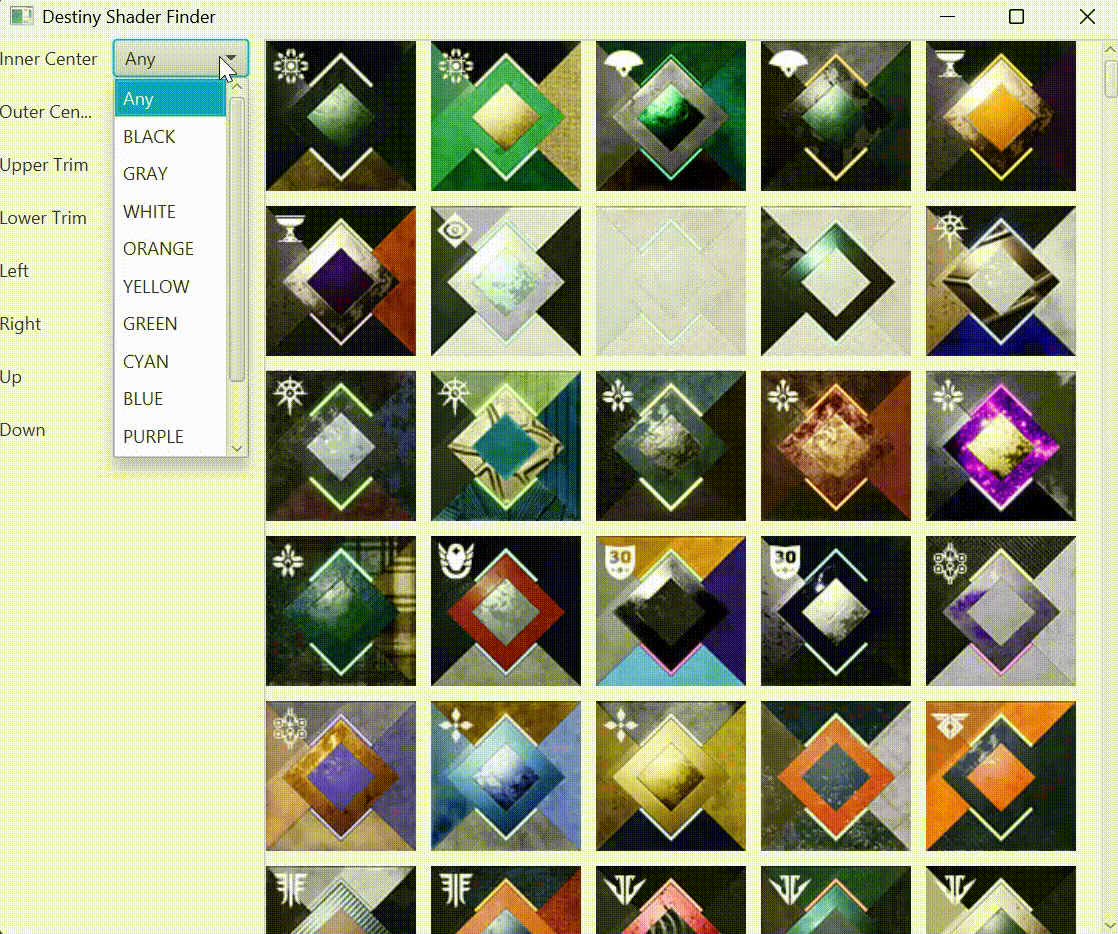 Destiny Shader Finder
Inner Center
Any
Any
BLACK
GRAY
WHITE
ORANGE
YELLOW
GREEN
CYAN
BLUE
PURPLE
Outer Cen...
Upper Trim
Lower Trim
Left
Right
Up
Down
30
30